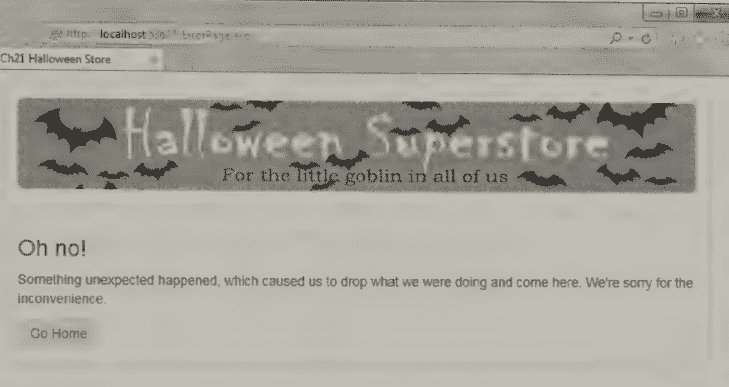 http:
localhost
Ch21 Halloween Store
Halloween Superstore
For the little goblin in all of us
Oh no!
Something unexpected happened, which caused us to drop what we were doing and come here. We're sorry for the
inconvenience.
Go Home